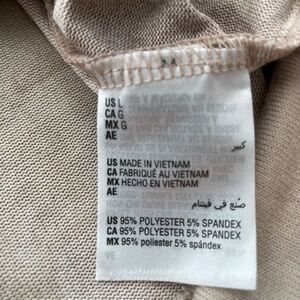 US L
CA G
MX G
AE
كبير
US MADE IN VIETNAM
CA FABRIQUÉ AU VIETNAM
MX HECHO EN VIETNAM
AE
صنع في فيتنام
US 95% POLYESTER 5% SPANDEX
CA 95% POLYESTER 5% SPANDEX
MX 95% poliester 5% spándex